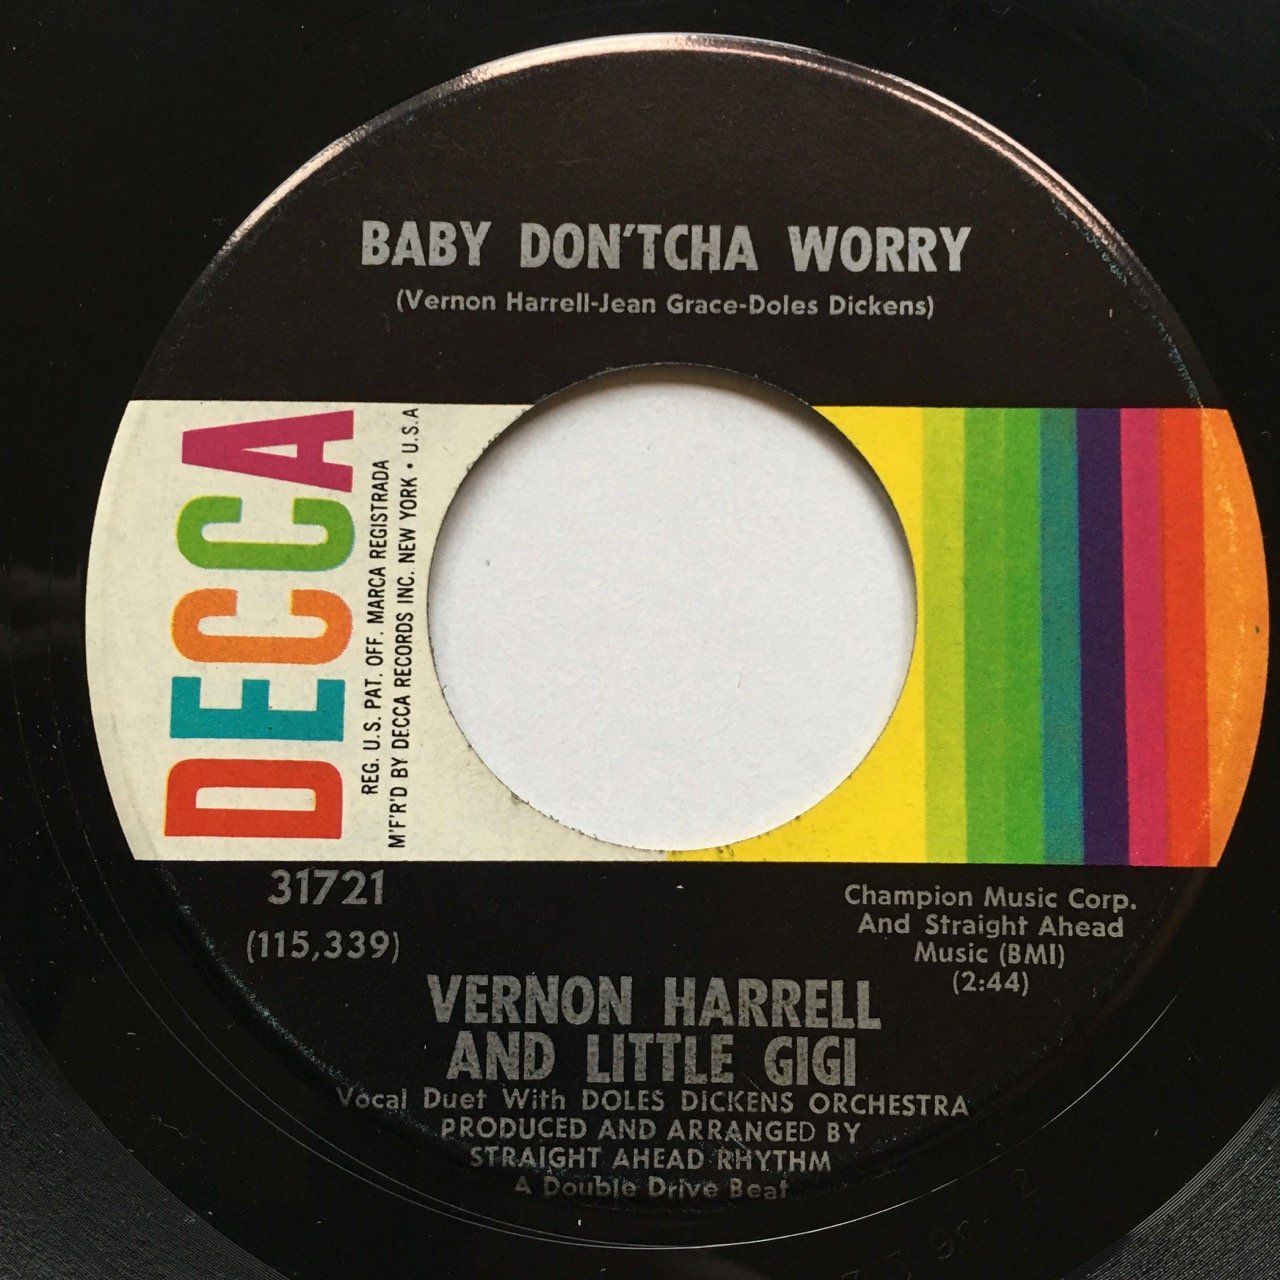 BABY DON'TCHA WORRY
(Vernon Harrell-Jean Grace-Doles Dickens)
DECCA
REG. U.S. PAT. OFF. MARCA REGISTRADA
M'F'R'D BY DECCA RECORDS INC. NEW YORK • U.S.A
31721
(115,339)
Champion Music Corp.
And Straight Ahead
Music (BMI)
(2:44)
VERNON HARRELL
AND LITTLE GIGI
Vocal Duet With DOLES DICKENS ORCHESTRA
PRODUCED AND ARRANGED BY
STRAIGHT AHEAD RHYTHM
A Double Drive Beat